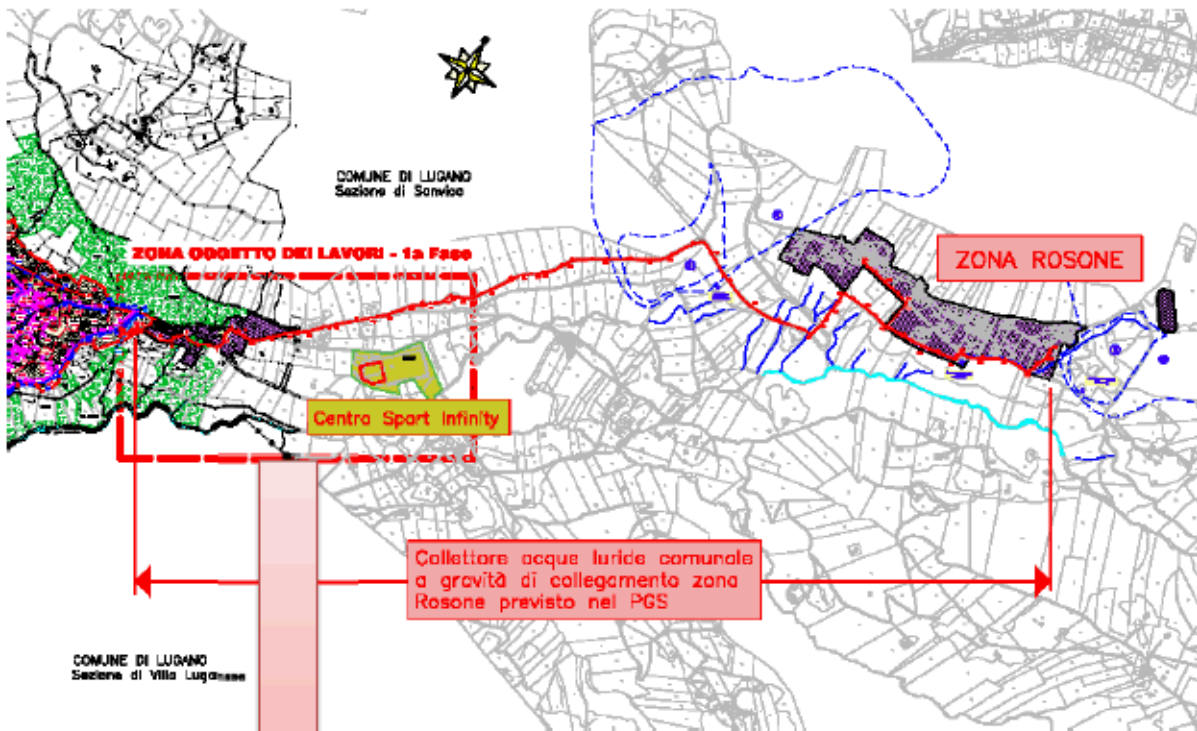 COMUNE DI LUGANO
Sezione di Sonvico
ZONA OGGETTO DEI LAVORI - 1a Fase
ZONA ROSONE
Centro Sport Infinity
Collettore acque luride comunale
a gravità di collegamento zona
Rosone previsto nel PGS
COMUNE DI LUGANO
Sezione di Villa Luganese